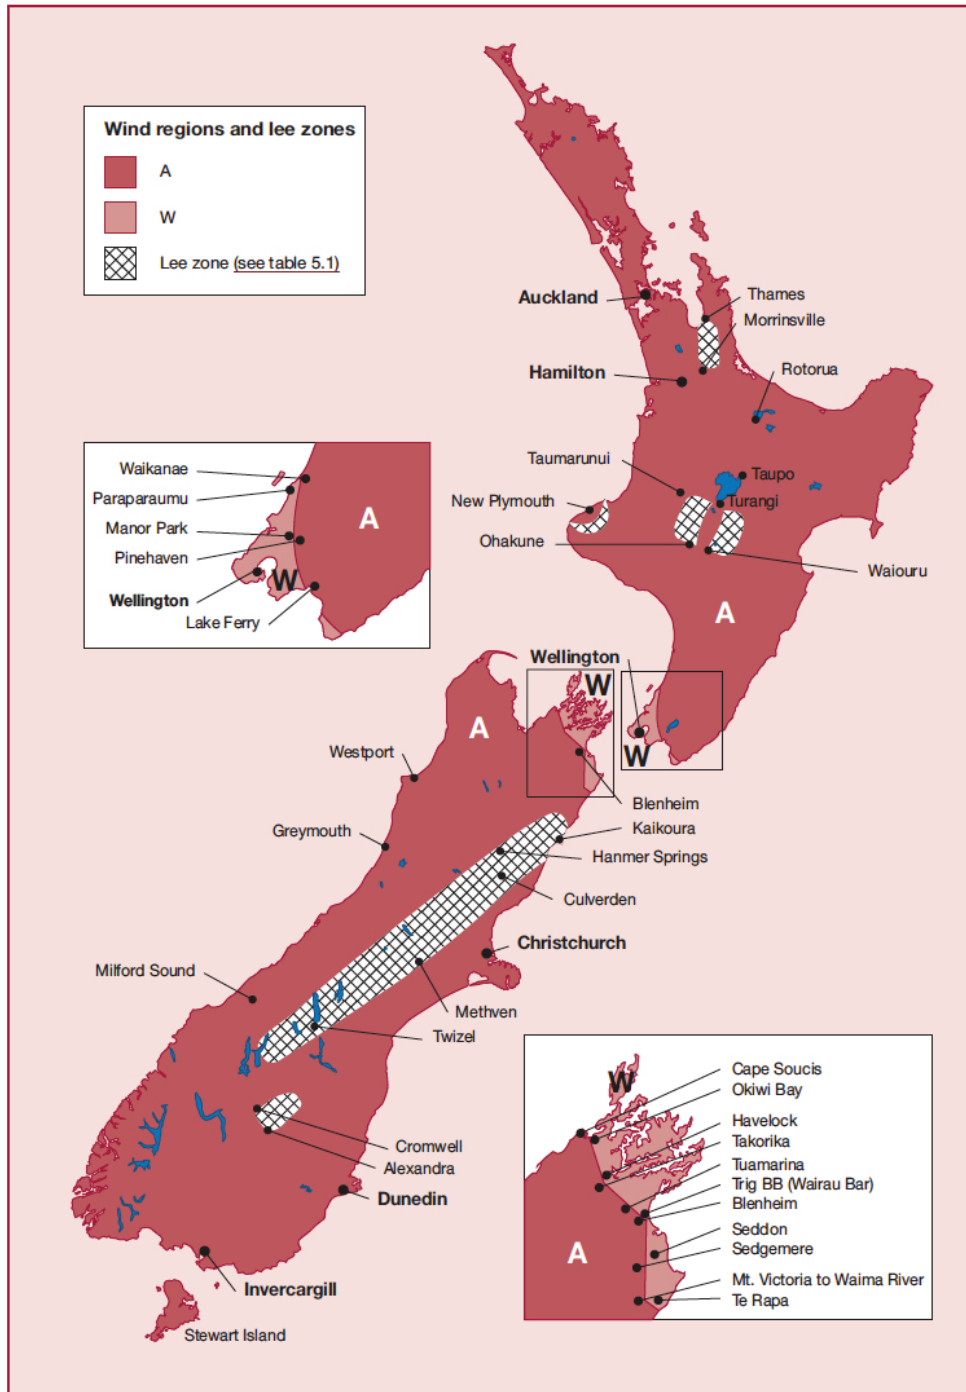 Wind regions and lee zones
A
W
Lee zone (see table 5.1)
Auckland
Thames
Morrinsville
Hamilton
Rotorua
Taumarunui
Taupo
New Plymouth
Turangi
Ohakune
Waiouru
A
Waikanae
Paraparaumu
Manor Park
Pinehaven
Wellington
Lake Ferry
A
W
Wellington
W
W
A
Westport
Blenheim
Greymouth
Kaikoura
Hanmer Springs
Culverden
Christchurch
Milford Sound
Methven
Twizel
Cromwell
Alexandra
Dunedin
Invercargill
Stewart Island
W
Cape Soucis
Okiwi Bay
Havelock
Takorika
Tuamarina
Trig BB (Wairau Bar)
Blenheim
Seddon
Sedgemere
Mt. Victoria to Waima River
Te Rapa
A